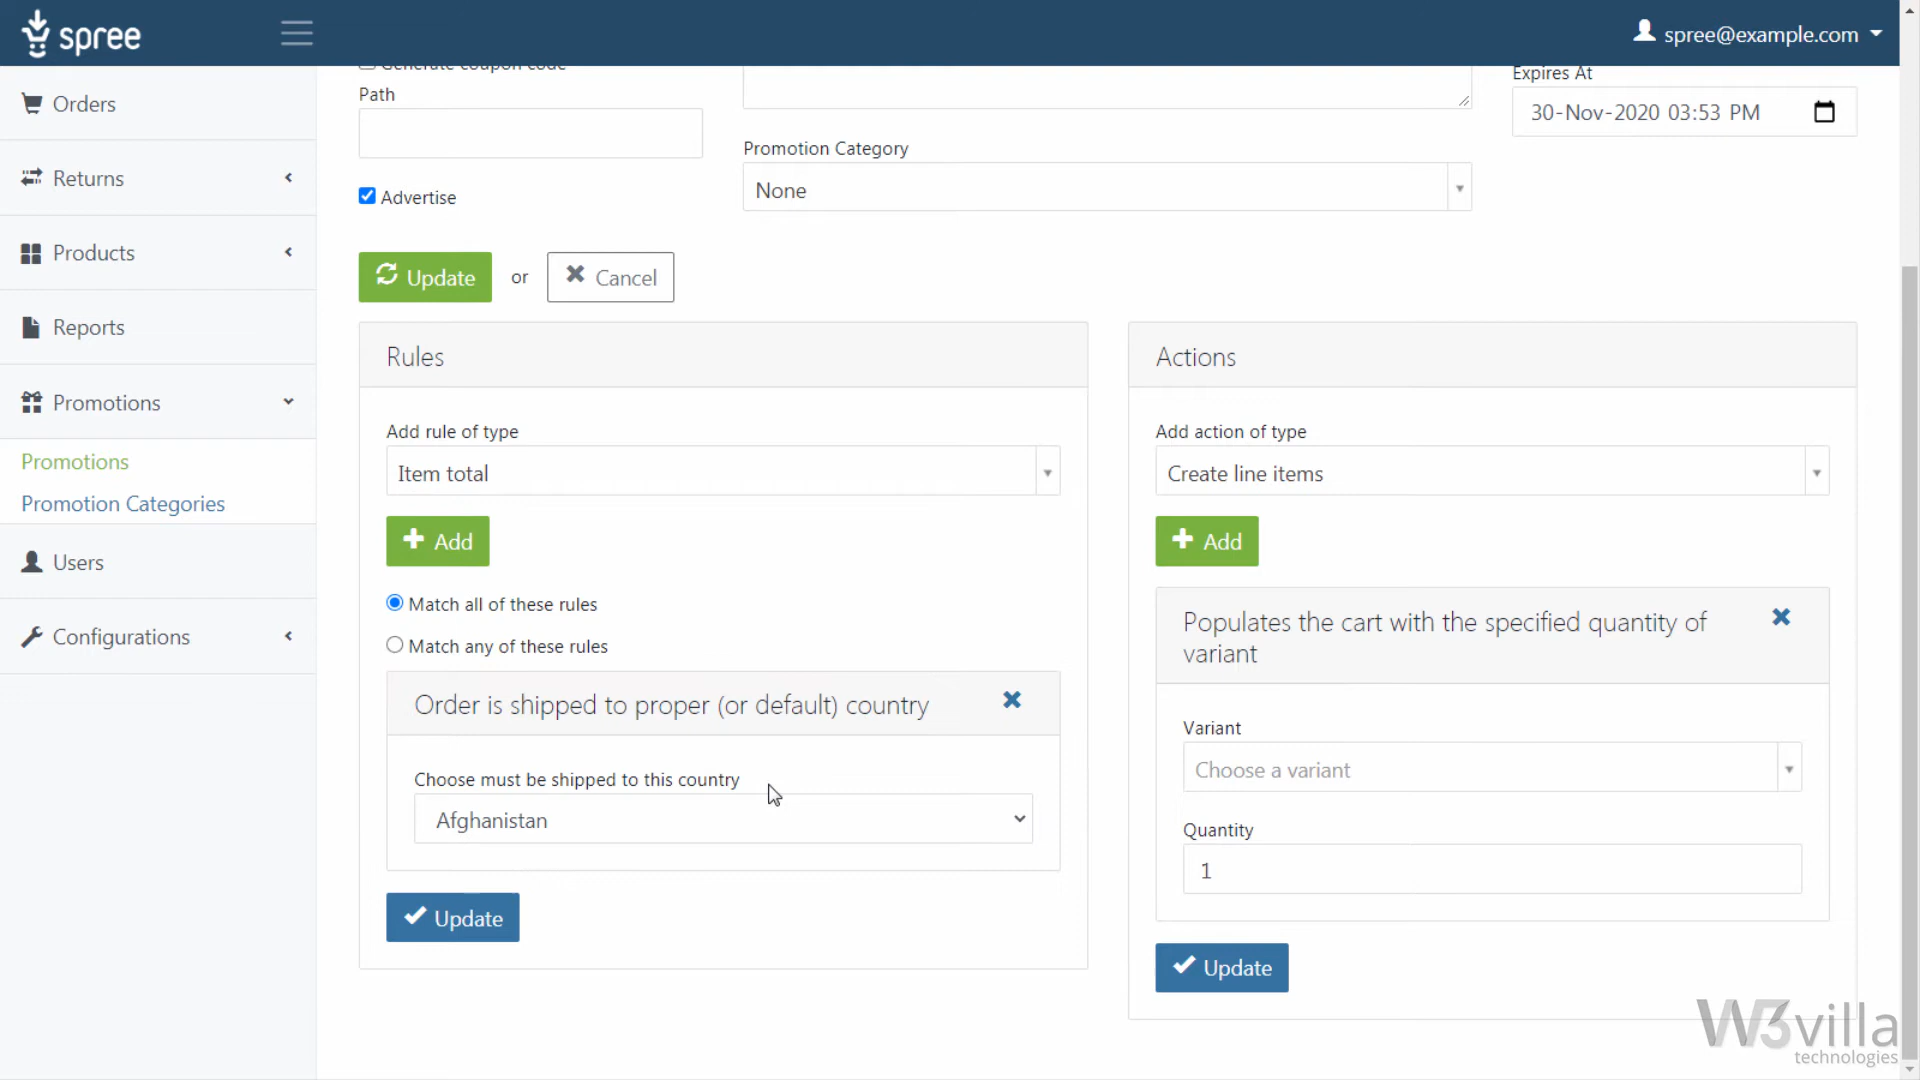 spree
spree@example.com
Orders
Returns
Products
Reports
Promotions
Promotions
Promotion Categories
Users
Configurations
Generate coupon code
Path
Advertise
Promotion Category
None
Expires At
30-Nov-2020 03:53 PM
Update
or
Cancel
Rules
Add rule of type
Item total
Add
Match all of these rules
Match any of these rules
Order is shipped to proper (or default) country
Choose must be shipped to this country
Afghanistan
Update
Actions
Add action of type
Create line items
Add
Populates the cart with the specified quantity of
variant
Variant
Choose a variant
Quantity
1
Update
W3villa
technologies